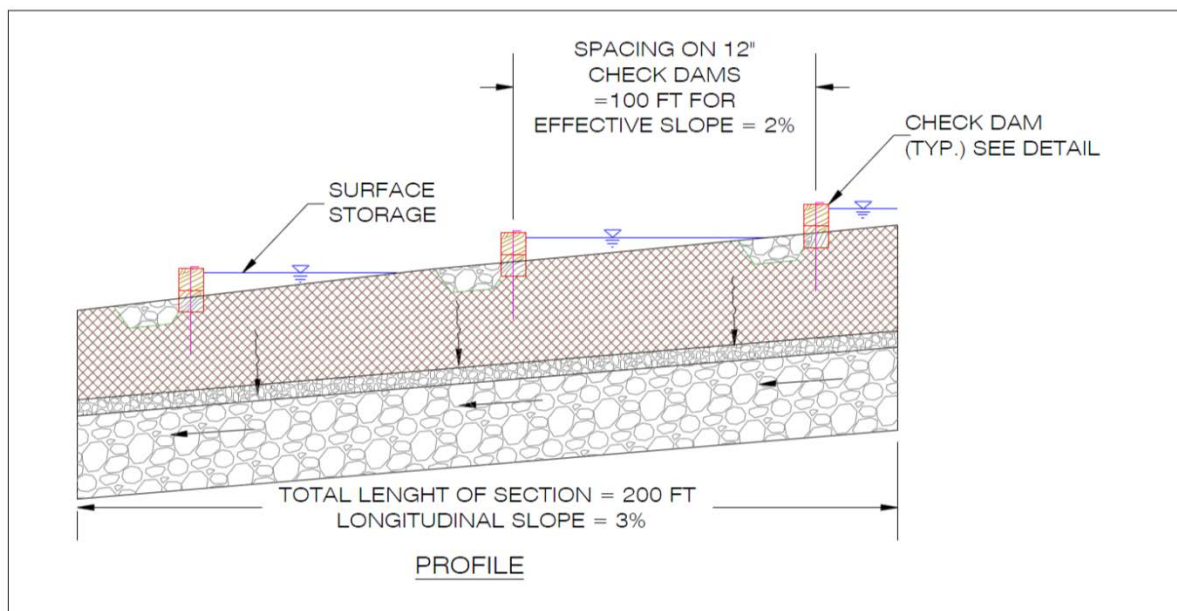 SPACING ON 12"
CHECK DAMS
=100 FT FOR
EFFECTIVE SLOPE = 2%
CHECK DAM
(TYP.) SEE DETAIL
SURFACE
STORAGE
TOTAL LENGHT OF SECTION = 200 FT
LONGITUDINAL SLOPE = 3%
PROFILE